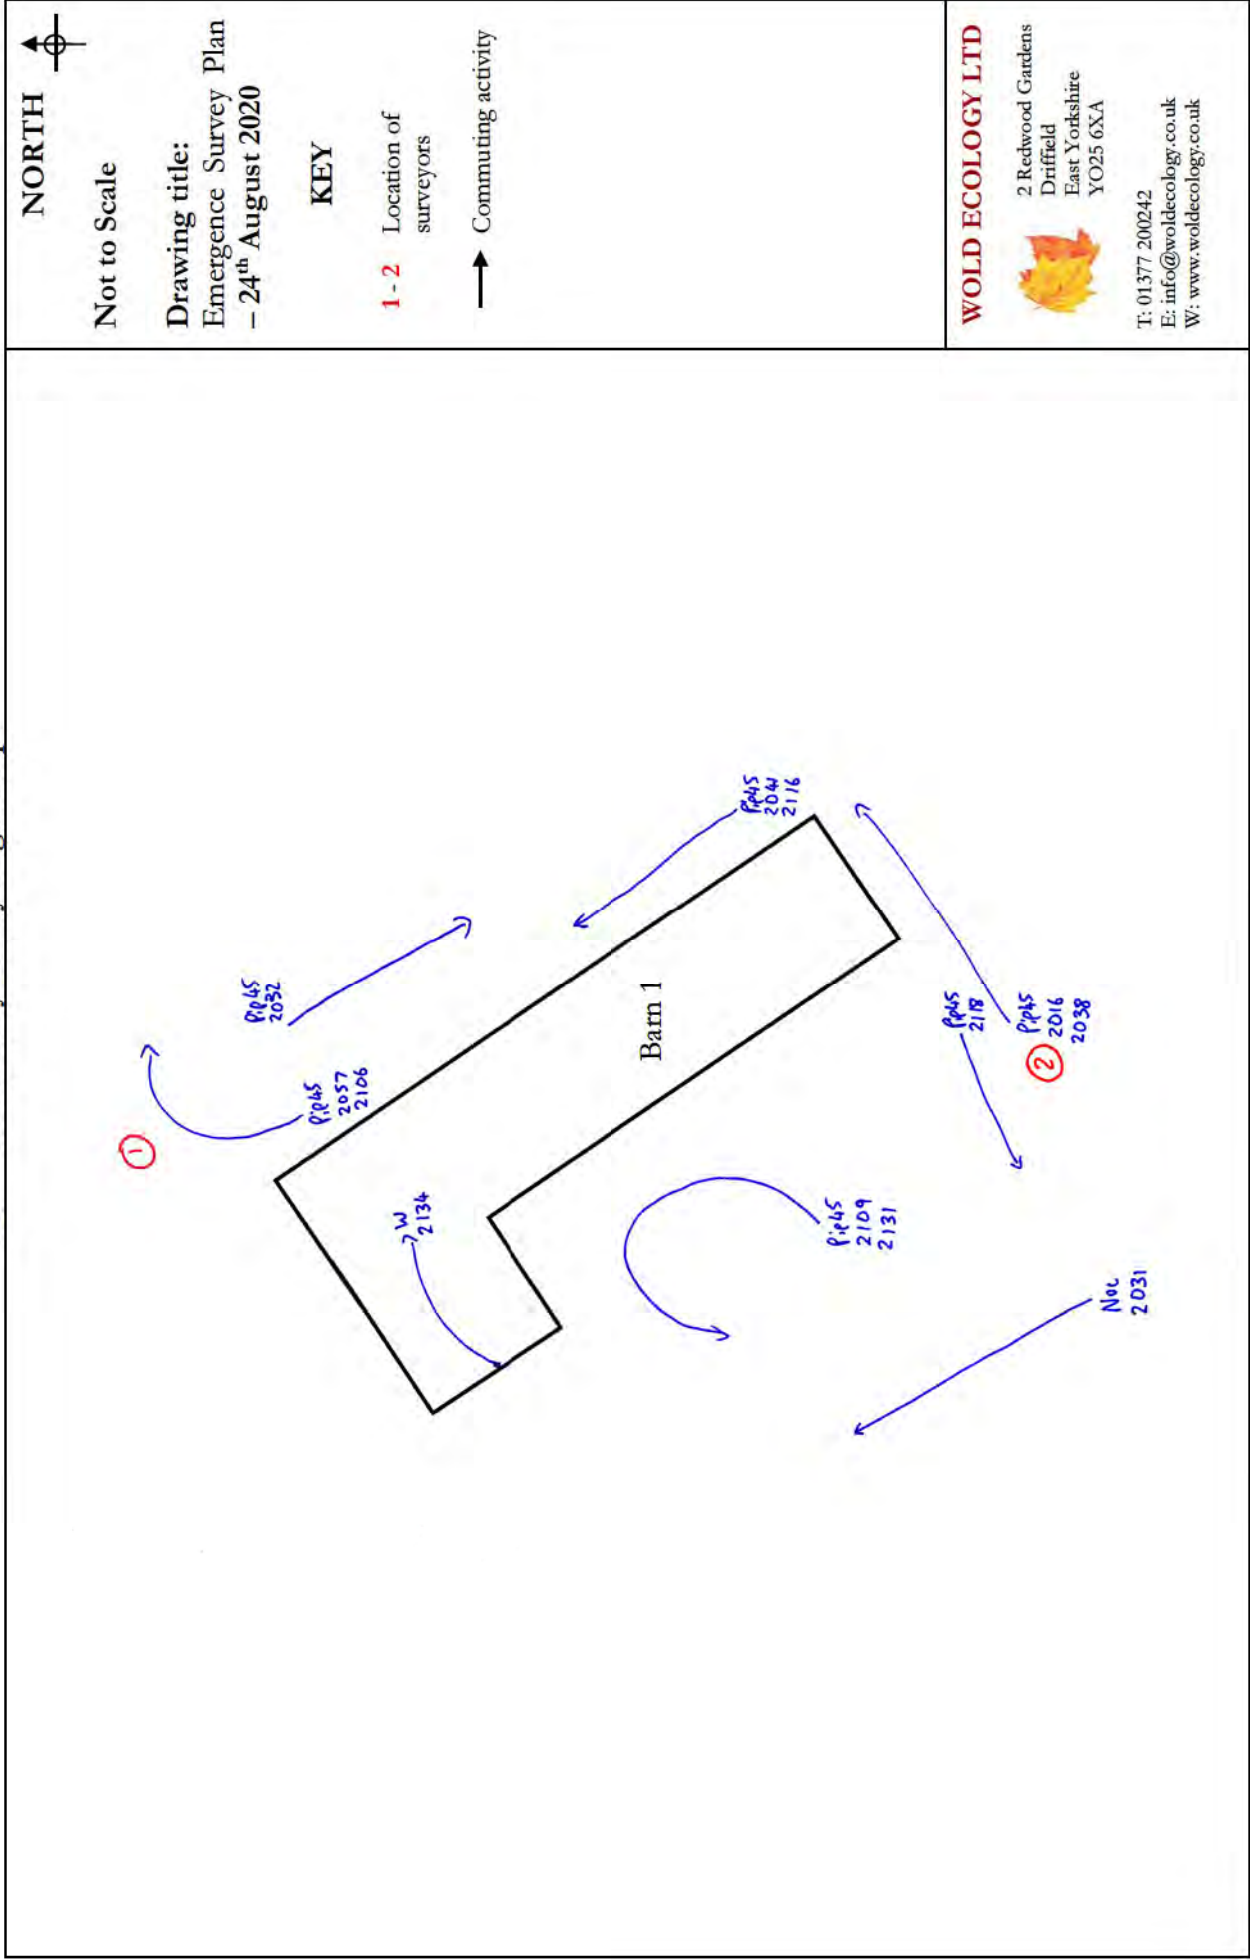 NORTH
Not to Scale
Drawing title:
Emergence Survey Plan
– 24th August 2020
KEY
1 - 2 Location of
surveyors
Commuting activity
WOLD ECOLOGY LTD
2 Redwood Gardens
Driffield
East Yorkshire
YO25 6XA
T: 01377 200242
E: info@woldecology.co.uk
W: www.woldecology.co.uk
1
Pip45
2032
Pip45
2057
2106
W
2134
Barn 1
Pip45
2041
2116
Pip45
2109
2131
Pip45
2118
2
Pip45
2016
2038
Noc
2031